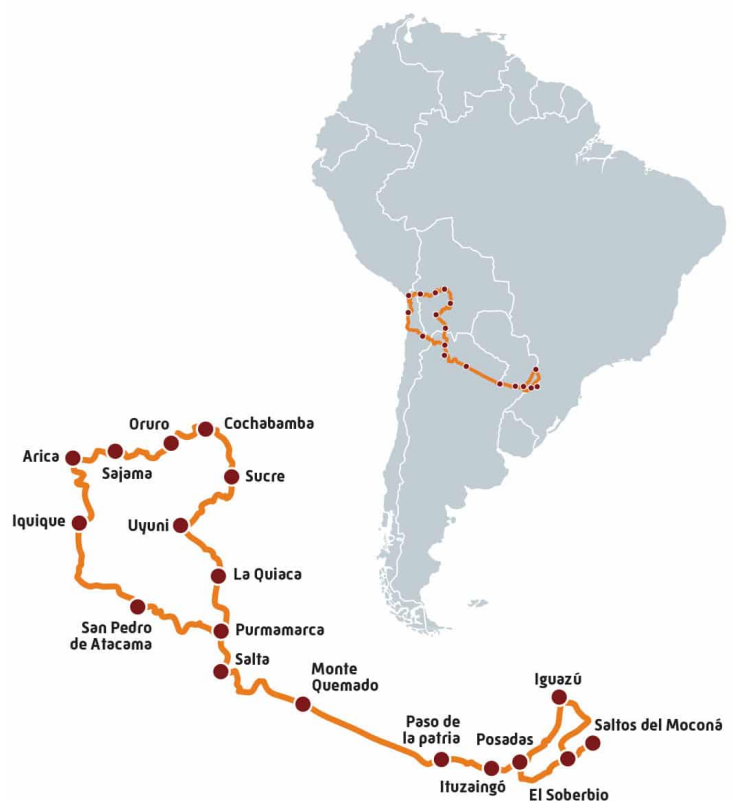 Oruro
Cochabamba
Arica
Sajama
Sucre
Iquique
Uyuni
La Quiaca
San Pedro
de Atacama
Purmamarca
Salta
Monte
Quemado
Iguazú
Paso de
la patria
Posadas
Saltos del Moconá
Ituzaingó
El Soberbio